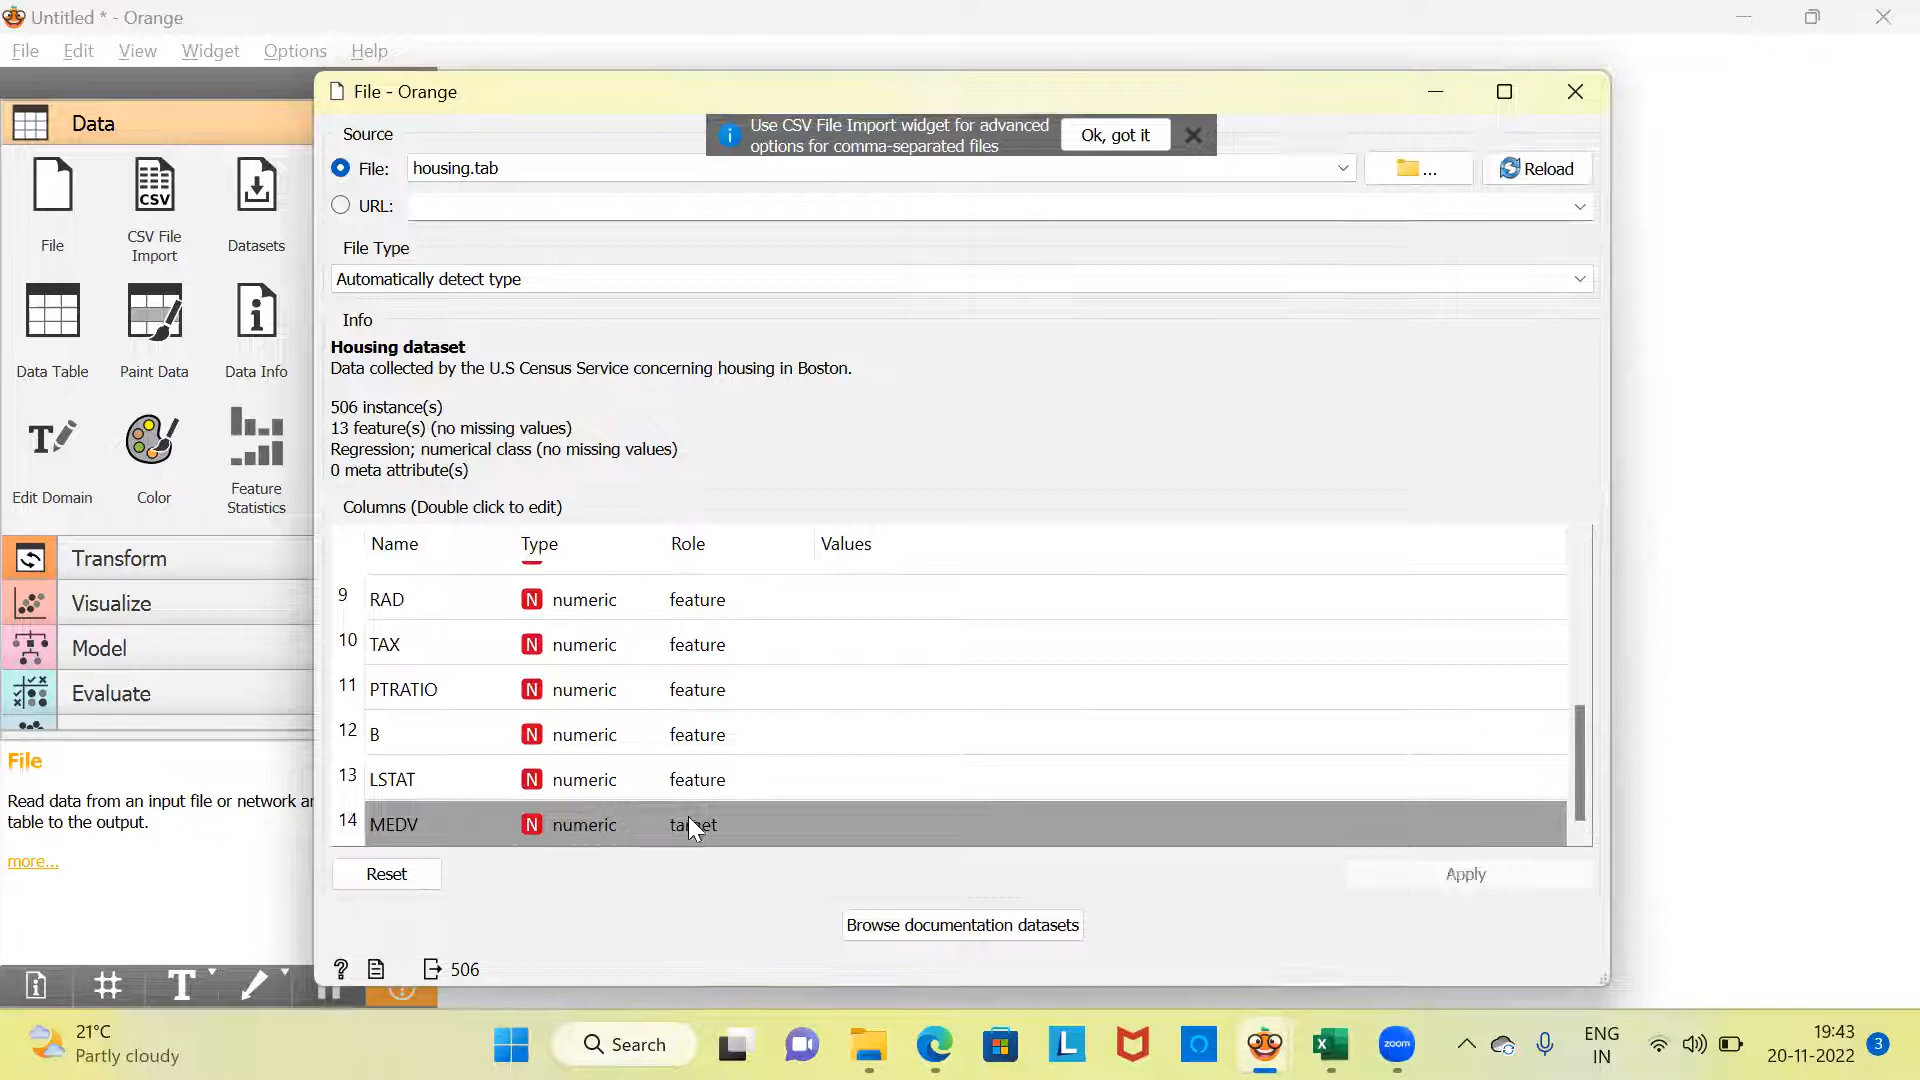 Untitled * - Orange
File Edit View Widget Options Help
Data
File
CSV File Import
Datasets
Data Table
Paint Data
Data Info
Edit Domain
Color
Feature Statistics
Transform
Visualize
Model
Evaluate
File
Read data from an input file or network
table to the output.
more...
File - Orange
Source
Use CSV File Import widget for advanced
options for comma-separated files
Ok, got it
File: housing.tab
... Reload
URL:
File Type
Automatically detect type
Info
Housing dataset
Data collected by the U.S Census Service concerning housing in Boston.
506 instance(s)
13 feature(s) (no missing values)
Regression; numerical class (no missing values)
0 meta attribute(s)
Columns (Double click to edit)
Name Type Role Values
9 RAD N numeric feature
10 TAX N numeric feature
11 PTRATIO N numeric feature
12 B N numeric feature
13 LSTAT N numeric feature
14 MEDV N numeric target
Reset
Apply
Browse documentation datasets
? 506
21°C
Partly cloudy
Search
L
zoom
ENG
IN
19:43
20-11-2022
3